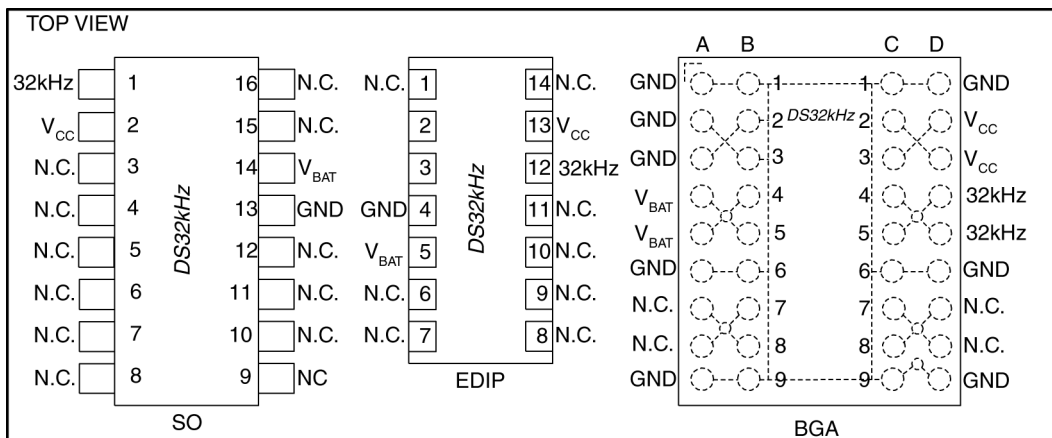 TOP VIEW
32kHz 1 16 N.C.
VCC 2 15 N.C.
N.C. 3 14 VBAT
N.C. 4 13 GND
N.C. 5 12 N.C.
N.C. 6 11 N.C.
N.C. 7 10 N.C.
N.C. 8 9 NC
DS32kHz
SO
N.C. 1 14 N.C.
2 13 VCC
3 12 32kHz
GND 4 11 N.C.
VBAT 5 10 N.C.
N.C. 6 9 N.C.
N.C. 7 8 N.C.
DS32kHz
EDIP
A B C D
GND 1 1 GND
GND 2 DS32kHz 2 VCC
GND 3 3 VCC
VBAT 4 4 32kHz
VBAT 5 5 32kHz
GND 6 6 GND
N.C. 7 7 N.C.
N.C. 8 8 N.C.
GND 9 9 GND
BGA